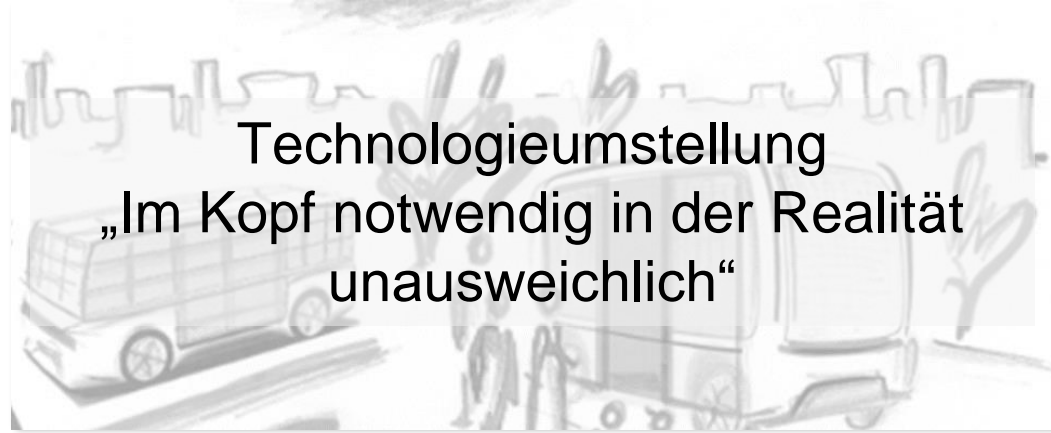 Technologieumstellung
„Im Kopf notwendig in der Realität
unausweichlich“